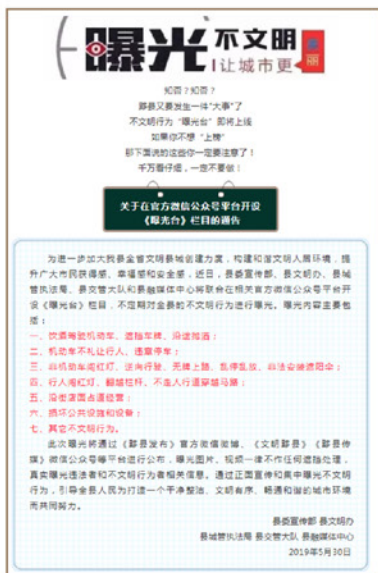 曝光
不文明
让城市更
美
丽
知否?知否?
黟县又要发生一件“大事”了
不文明行为“曝光台”即将上线
如果你不想“上榜”
那下面说的这些你一定要注意了!
千万看仔细,一定不要做!
关于在官方微信公众号平台开设
《曝光台》栏目的通告
为进一步加大我县全省文明县城创建力度,构建和谐文明人居环境,提
升广大市民获得感、幸福感和安全感,近日,县委宣传部、县文明办、县城
管执法局、县交管大队和县融媒体中心将联合在相关官方微信公众号平台开
设《曝光台》栏目,不定期对全县的不文明行为进行曝光。曝光内容主要包
括:
一、饮酒驾驶机动车、遮挡车牌、沿途抛洒;
二、机动车不礼让行人、违章停车;
三、非机动车闯红灯、逆向行驶、无牌上路、乱停乱放、非法安装遮阳伞;
四、行人闯红灯、翻越栏杆、不走人行道穿越马路;
五、沿街店面占道经营;
六、损坏公共设施和设备;
七、其它不文明行为。
此次曝光将通过《黟县发布》官方微信微博、《文明黟县》《黟县传
媒》微信公众号等平台进行公布,曝光图片、视频一律不作任何遮挡处理,
真实曝光违法者和不文明行为者相关信息。通过正面宣传和集中曝光不文明
行为,引导全县人民为打造一个干净整洁、文明有序、畅通和谐的城市环境
而共同努力。
县委宣传部 县文明办
县城管执法局 县交管大队 县融媒体中心
2019年5月30日